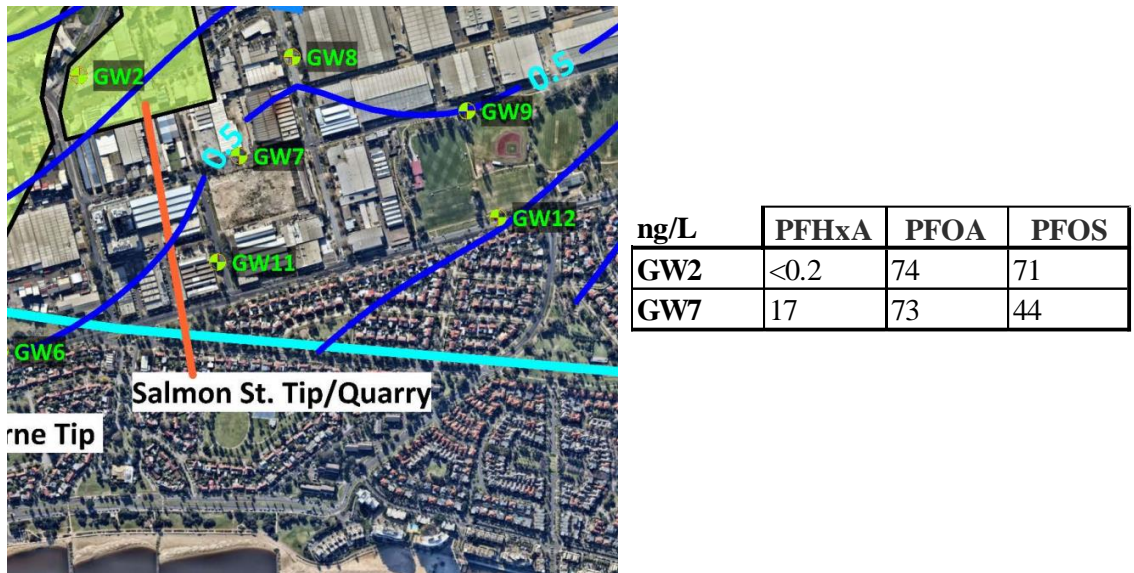 GW2
GW8
0.5
GW9
0.5
GW7
GW12
GW11
GW6
Salmon St. Tip/Quarry
rne Tip
ng/L PFHxA PFOA PFOS
GW2 <0.2 74 71
GW7 17 73 44